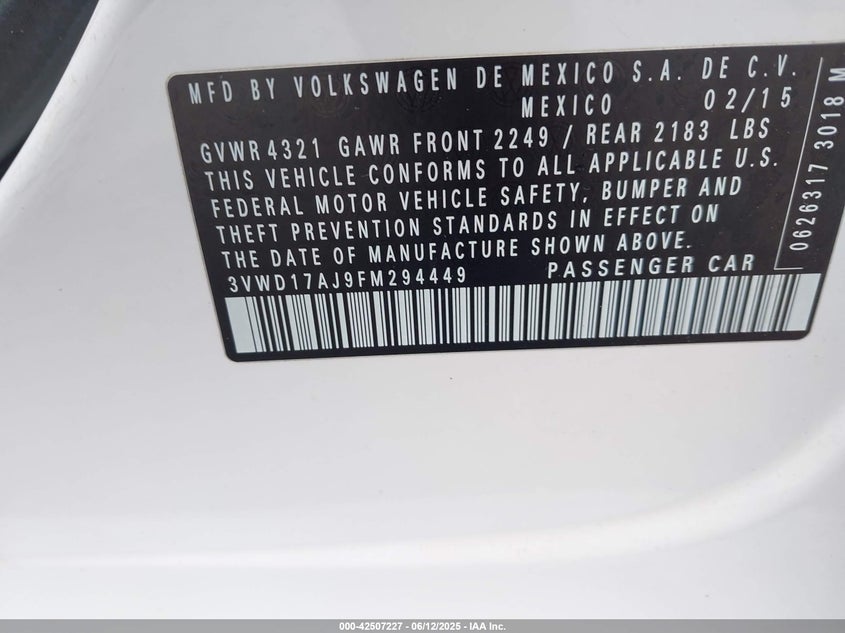 MFD BY VOLKSWAGEN DE MEXICO S.A. DE C.V.
MEXICO 02/15
GVWR 4321 GAWR FRONT 2249 / REAR 2183 LBS
THIS VEHICLE CONFORMS TO ALL APPLICABLE U.S.
FEDERAL MOTOR VEHICLE SAFETY, BUMPER AND
THEFT PREVENTION STANDARDS IN EFFECT ON
THE DATE OF MANUFACTURE SHOWN ABOVE.
3VWD17AJ9FM294449 PASSENGER CAR
0626317 3018 M
000-42507227 - 06/12/2025 - IAA Inc.